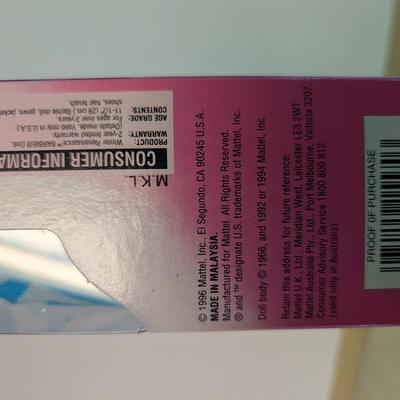 CONSUMER INFORMA
PRODUCT: Winter Renaissance™ BARBIE® Doll.
WARRANTY: 2-year limited warranty
(Details inside. Valid only in U.S.A.)
AGE GRADE: For ages over 3 years.
CONTENTS: 11-1/2" (29 cm) Barbie doll, gown, jacket,
shoes, hair brush
M.K.L.
© 1996 Mattel, Inc., El Segundo, CA 90245 U.S.A.
MADE IN MALAYSIA.
Manufactured for Mattel. All Rights Reserved.
® and ™ designate U.S. trademarks of Mattel, Inc.
Doll body © 1966, and 1992 or 1994 Mattel, Inc.
Retain this address for future reference:
Mattel U.K., Ltd. Meridian West, Leicester LE3 2WT.
Mattel Australia Pty., Ltd., Port Melbourne, Victoria 3207
Consumer Advisory Service 1800 800 812
(valid only in Australia)
PROOF OF PURCHASE